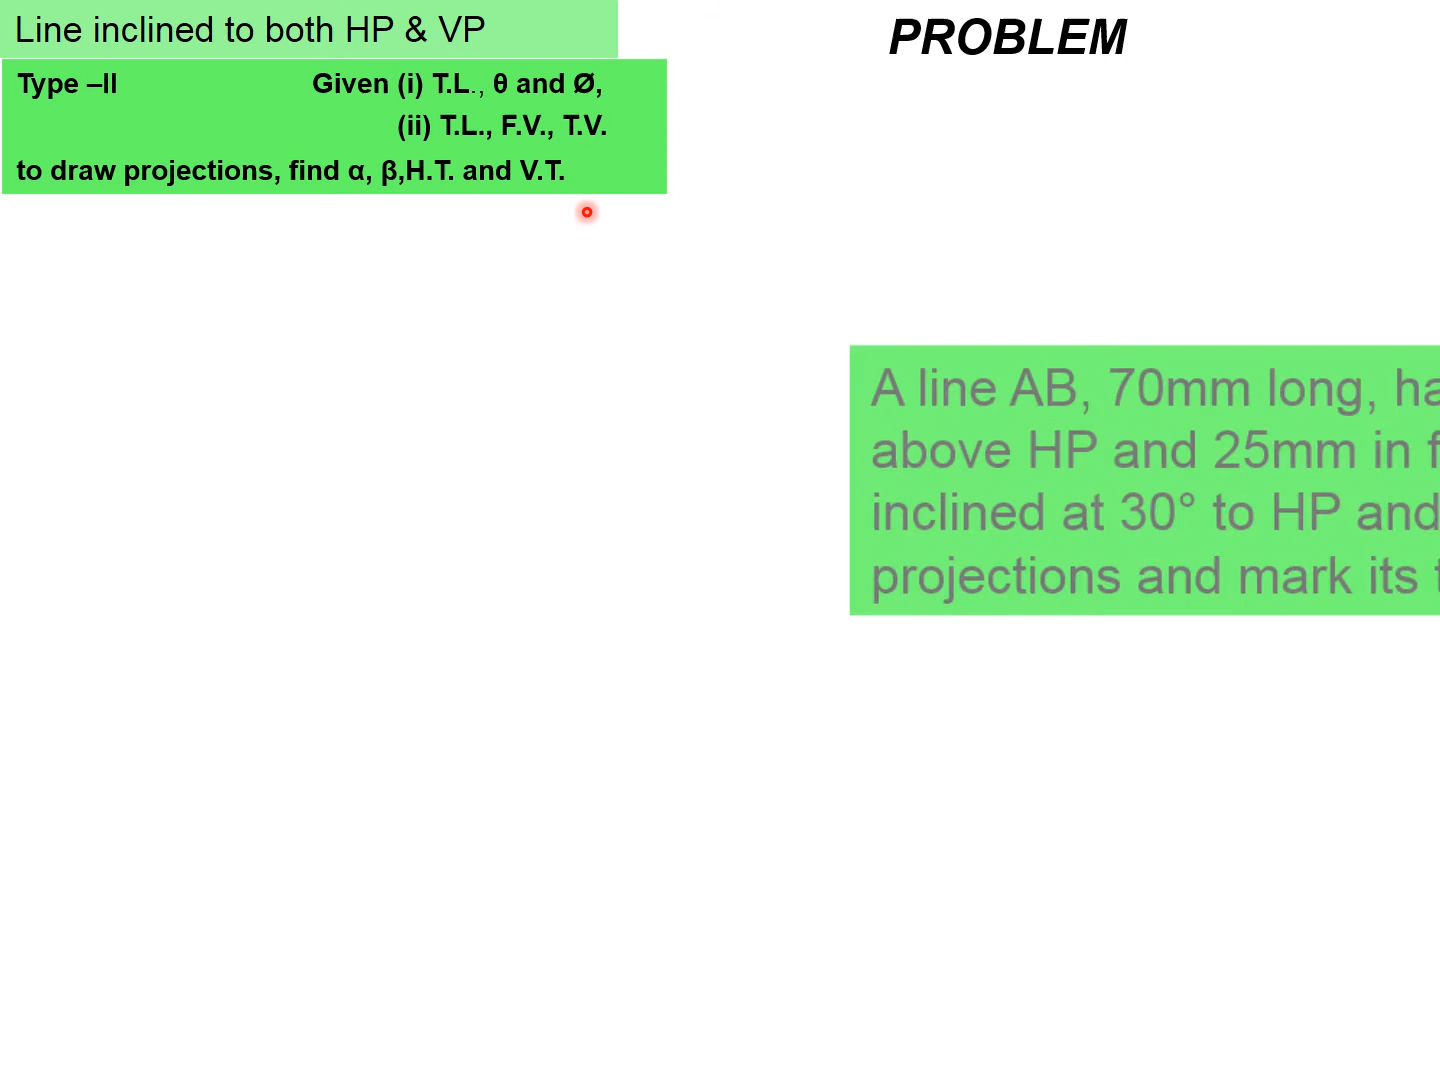 Line inclined to both HP & VP
PROBLEM
Type –II Given (i) T.L., θ and Ø,
(ii) T.L., F.V., T.V.
to draw projections, find α, β,H.T. and V.T.
A line AB, 70mm long, ha
above HP and 25mm in f
inclined at 30° to HP and
projections and mark its t